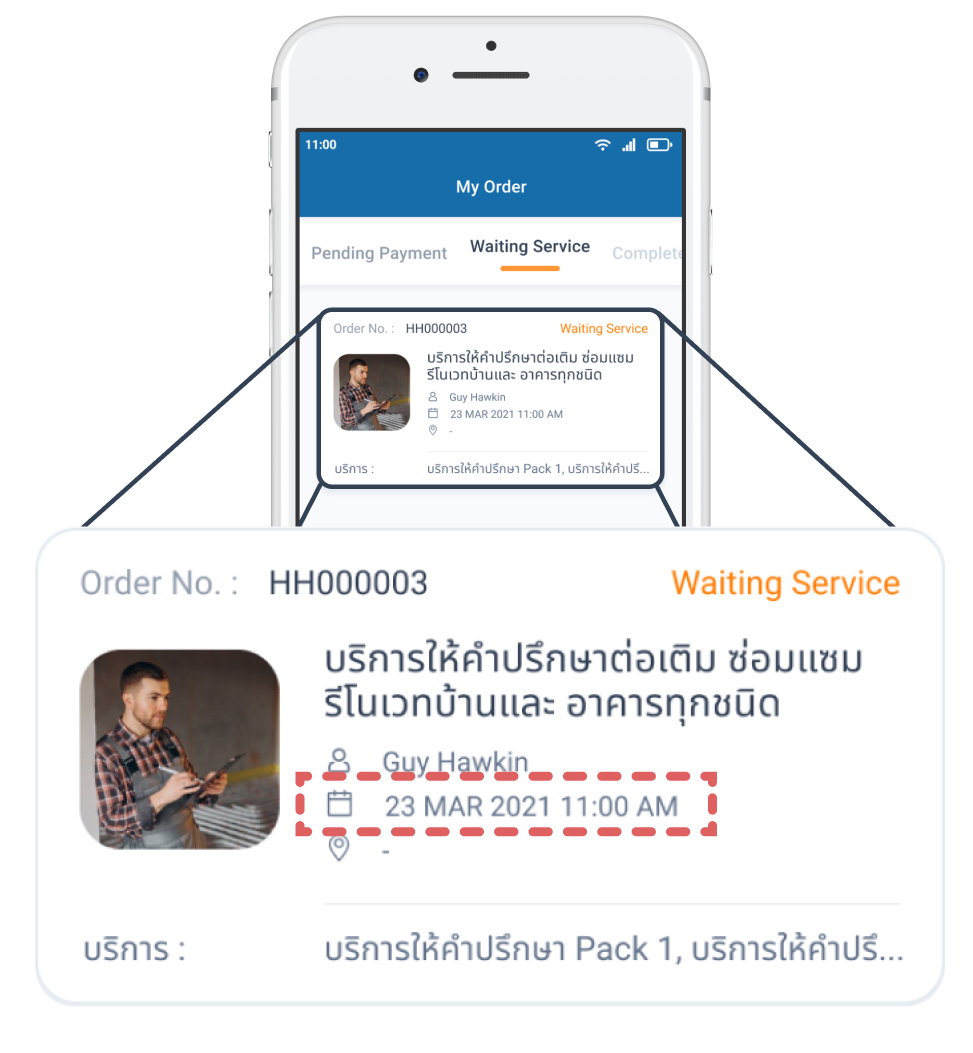 11:00
My Order
Pending Payment Waiting Service Complete
Order No. : HH000003 Waiting Service
บริการให้คำปรึกษาต่อเติม ซ่อมแซม
รีโนเวทบ้านและ อาคารทุกชนิด
Guy Hawkin
23 MAR 2021 11:00 AM
-
บริการ : บริการให้คำปรึกษา Pack 1, บริการให้คำปรึ...
Order No. : HH000003 Waiting Service
บริการให้คำปรึกษาต่อเติม ซ่อมแซม
รีโนเวทบ้านและ อาคารทุกชนิด
Guy Hawkin
23 MAR 2021 11:00 AM
-
บริการ : บริการให้คำปรึกษา Pack 1, บริการให้คำปรึ...